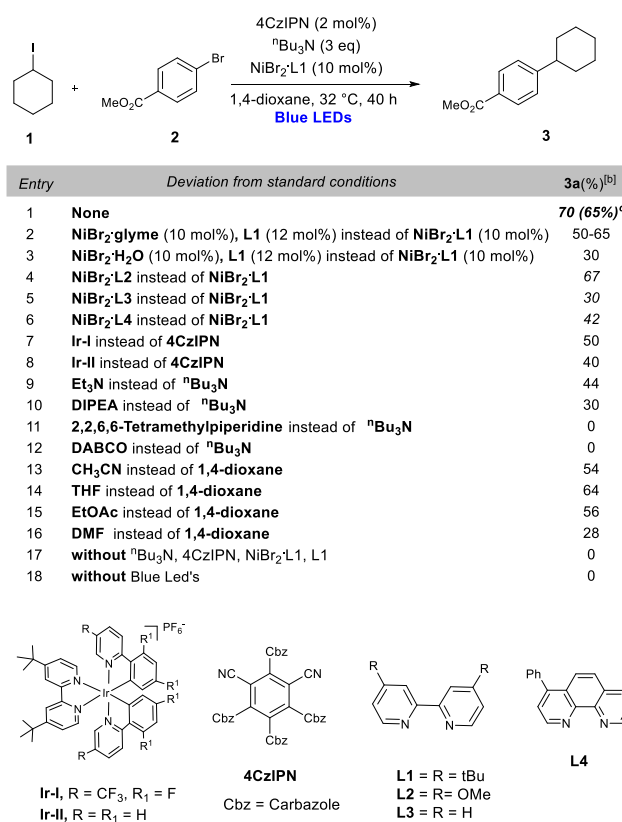 4CzIPN (2 mol%)
ⁿBu₃N (3 eq)
NiBr₂·L1 (10 mol%)
1,4-dioxane, 32 °C, 40 h
Blue LEDs
I
1
+
Br
MeO₂C
2
MeO₂C
3
Entry Deviation from standard conditions 3a(%)[b]
1 None 70 (65%)ᶜ
2 NiBr₂·glyme (10 mol%), L1 (12 mol%) instead of NiBr₂·L1 (10 mol%) 50-65
3 NiBr₂·H₂O (10 mol%), L1 (12 mol%) instead of NiBr₂·L1 (10 mol%) 30
4 NiBr₂·L2 instead of NiBr₂·L1 67
5 NiBr₂·L3 instead of NiBr₂·L1 30
6 NiBr₂·L4 instead of NiBr₂·L1 42
7 Ir-I instead of 4CzIPN 50
8 Ir-II instead of 4CzIPN 40
9 Et₃N instead of ⁿBu₃N 44
10 DIPEA instead of ⁿBu₃N 30
11 2,2,6,6-Tetramethylpiperidine instead of ⁿBu₃N 0
12 DABCO instead of ⁿBu₃N 0
13 CH₃CN instead of 1,4-dioxane 54
14 THF instead of 1,4-dioxane 64
15 EtOAc instead of 1,4-dioxane 56
16 DMF instead of 1,4-dioxane 28
17 without ⁿBu₃N, 4CzIPN, NiBr₂·L1, L1 0
18 without Blue Led's 0
R
R¹
PF₆⁻
N
N
N
Ir
R¹
R¹
N
R¹
R
Ir-I, R = CF₃, R₁ = F
Ir-II, R = R₁ = H
Cbz
NC
CN
Cbz
Cbz
Cbz
4CzIPN
Cbz = Carbazole
R
R
N
N
L1 = R = tBu
L2 = R= OMe
L3 = R = H
Ph
N
N
L4